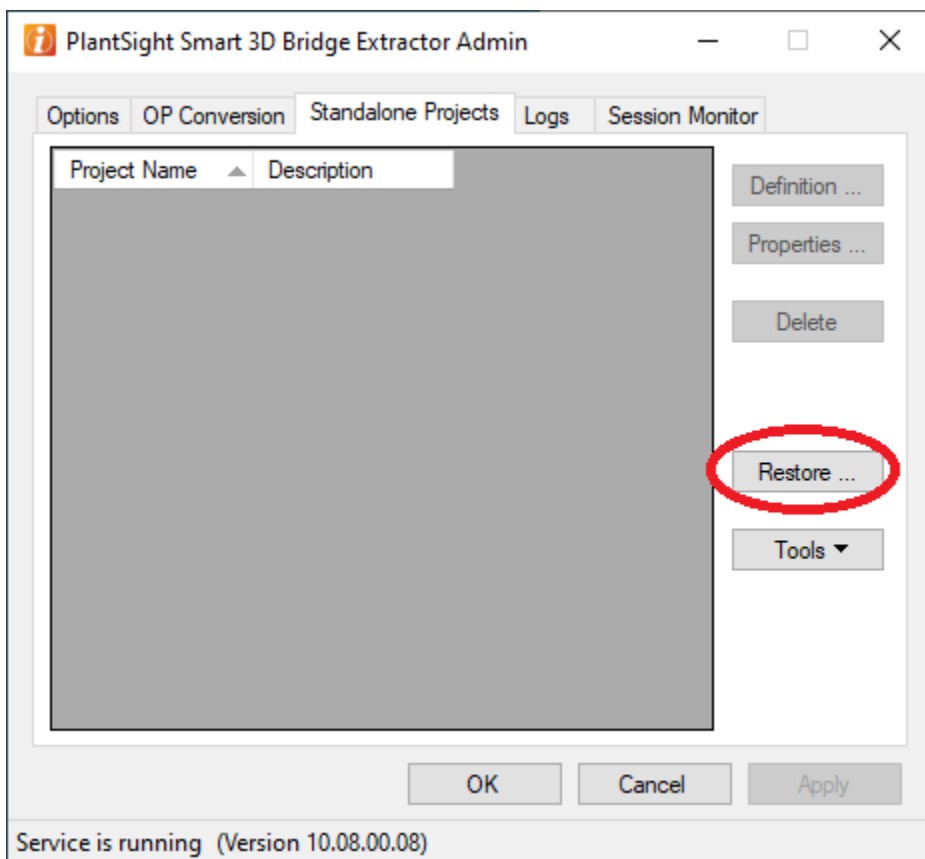 PlantSight Smart 3D Bridge Extractor Admin
Options OP Conversion Standalone Projects Logs Session Monitor
Project Name Description
Definition ...
Properties ...
Delete
Restore ...
Tools
OK Cancel Apply
Service is running (Version 10.08.00.08)